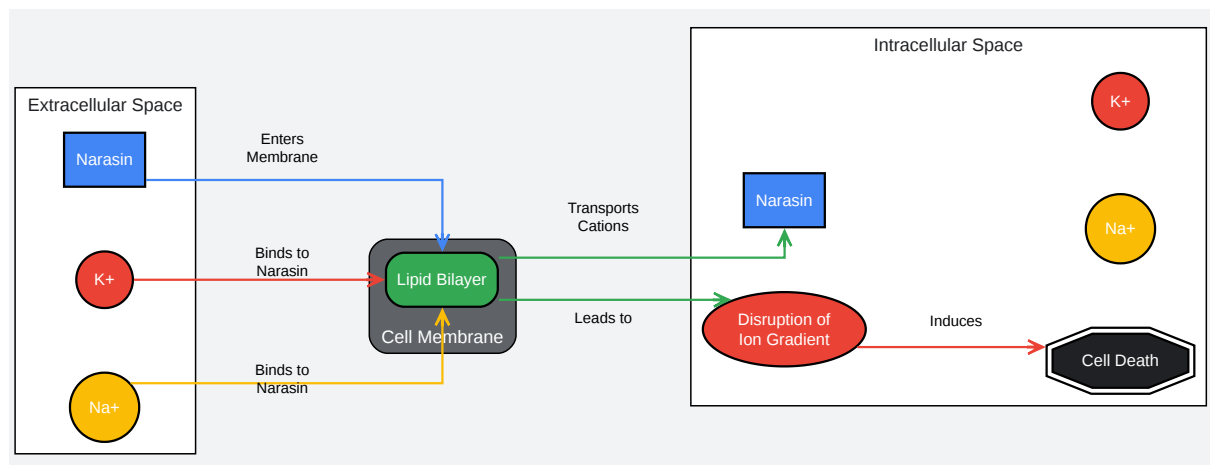 Extracellular Space
Narasin
K+
Na+
Enters
Membrane
Binds to
Narasin
Binds to
Narasin
Lipid Bilayer
Cell Membrane
Transports
Cations
Leads to
Intracellular Space
K+
Narasin
Na+
Disruption of
Ion Gradient
Induces
Cell Death